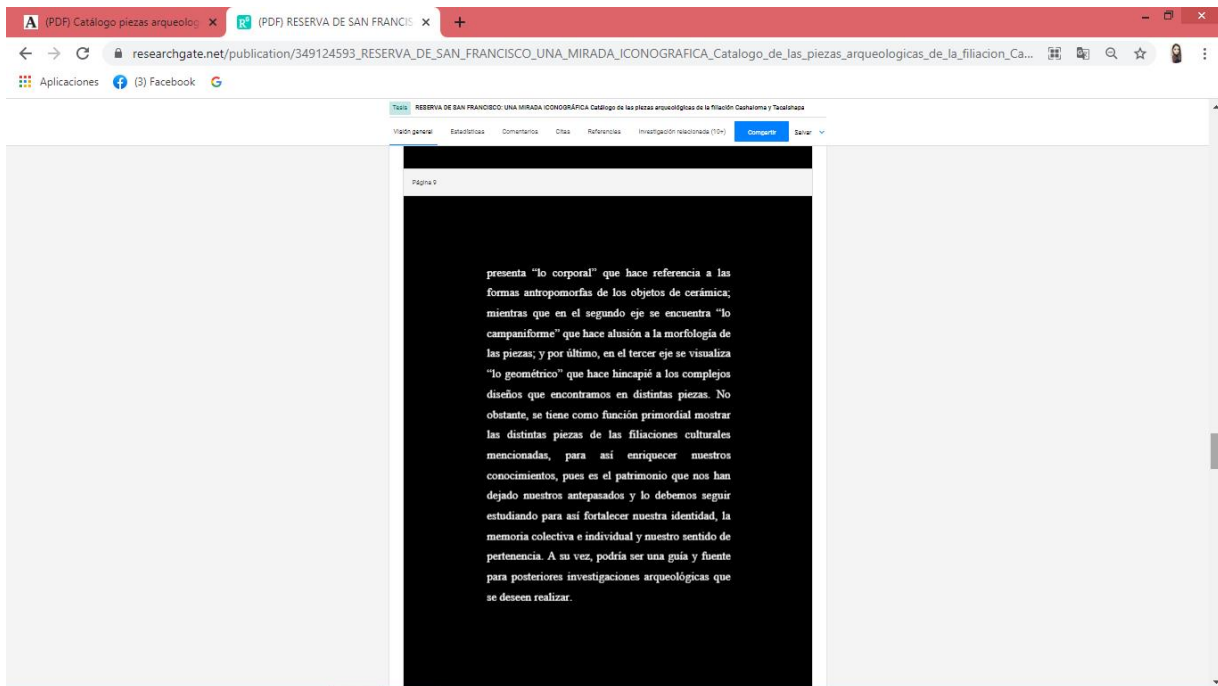 (PDF) Catálogo piezas arqueolog
(PDF) RESERVA DE SAN FRANCIS
researchgate.net/publication/349124593_RESERVA_DE_SAN_FRANCISCO_UNA_MIRADA_ICONOGRAFICA_Catalogo_de_las_piezas_arqueologicas_de_la_filiacion_Ca...
Aplicaciones (3) Facebook
Tesis RESERVA DE SAN FRANCISCO: UNA MIRADA ICONOGRÁFICA Catálogo de las piezas arqueológicas de la filiación Cashaloma y Tacalshapa
Visión general Estadísticas Comentarios Citas Referencias Investigación relacionada (10+) Compartir Salvar
Página 9
presenta “lo corporal” que hace referencia a las
formas antropomorfas de los objetos de cerámica;
mientras que en el segundo eje se encuentra “lo
campaniforme” que hace alusión a la morfología de
las piezas; y por último, en el tercer eje se visualiza
“lo geométrico” que hace hincapié a los complejos
diseños que encontramos en distintas piezas. No
obstante, se tiene como función primordial mostrar
las distintas piezas de las filiaciones culturales
mencionadas, para así enriquecer nuestros
conocimientos, pues es el patrimonio que nos han
dejado nuestros antepasados y lo debemos seguir
estudiando para así fortalecer nuestra identidad, la
memoria colectiva e individual y nuestro sentido de
pertenencia. A su vez, podría ser una guía y fuente
para posteriores investigaciones arqueológicas que
se deseen realizar.